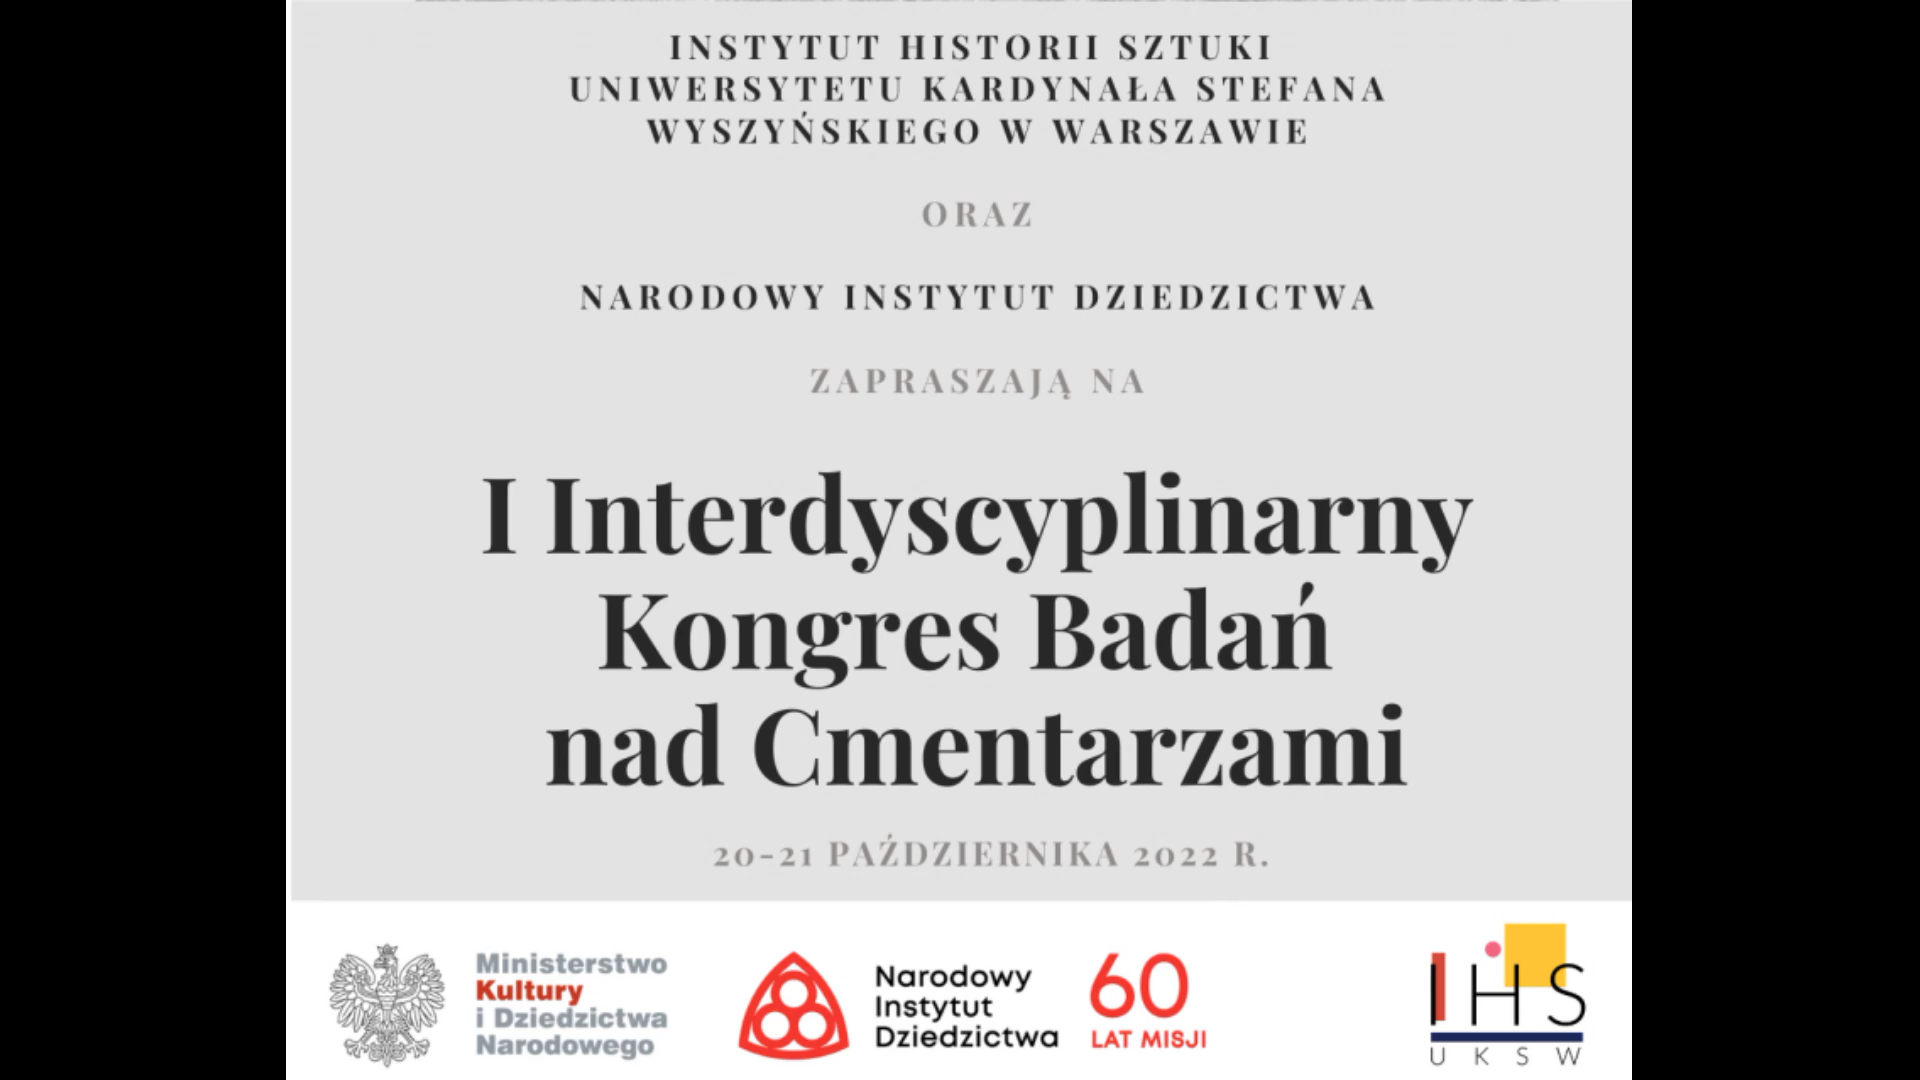 INSTYTUT HISTORII SZTUKI
UNIWERSYTETU KARDYNAŁA STEFANA
WYSZYŃSKIEGO W WARSZAWIE
ORAZ
NARODOWY INSTYTUT DZIEDZICTWA
ZAPRASZAJĄ NA
I Interdyscyplinarny
Kongres Badań
nad Cmentarzami
20-21 PAŹDZIERNIKA 2022 R.
Ministerstwo
Kultury
i Dziedzictwa
Narodowego
Narodowy
Instytut
Dziedzictwa
60
LAT MISJI
IHS
UKSW